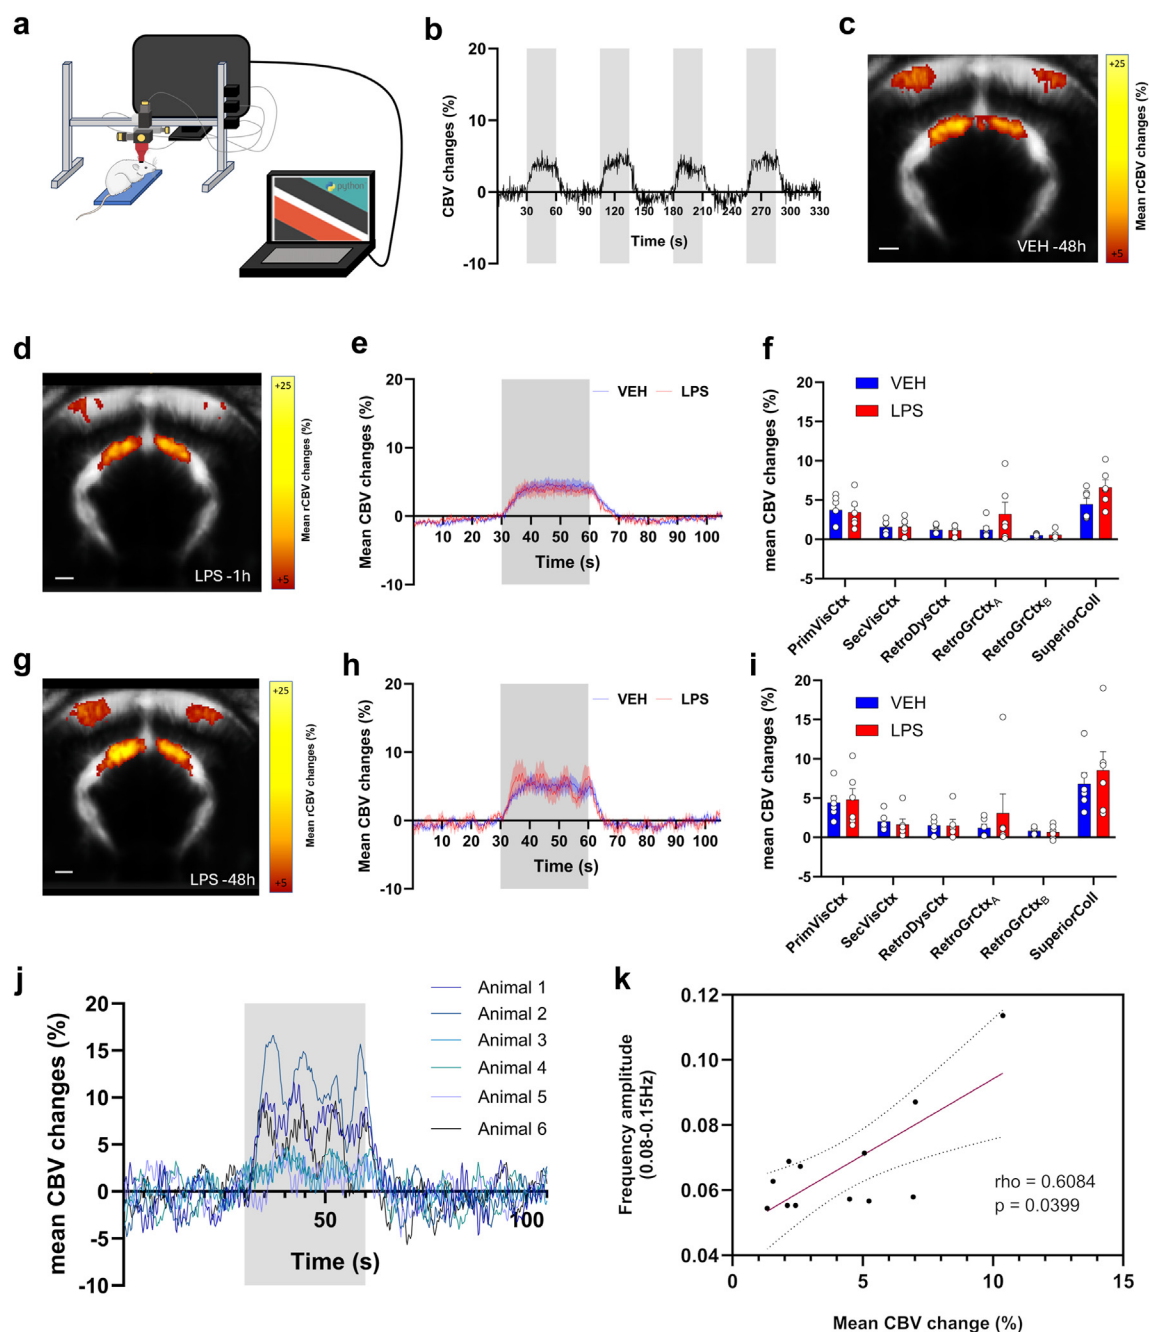 a
python
b
20
10
0
-10
CBV changes (%)
30 60 90 120 150 180 210 240 270 300 330
Time (s)
c
VEH -48h
+25
+5
Mean rCBV changes (%)
d
LPS -1h
+25
+5
Mean rCBV changes (%)
e
20
10
0
-10
Mean CBV changes (%)
VEH LPS
10 20 30 40 50 60 70 80 90 100
Time (s)
f
20
15
10
5
0
-5
mean CBV changes (%)
VEH
LPS
PrimVisCtx
SecVisCtx
RetroDysCtx
RetroGrCtxA
RetroGrCtxB
SuperiorColl
g
LPS -48h
+25
+5
Mean rCBV changes (%)
h
20
10
0
-10
Mean CBV changes (%)
VEH LPS
10 20 30 40 50 60 70 80 90 100
Time (s)
i
20
15
10
5
0
-5
mean CBV changes (%)
VEH
LPS
PrimVisCtx
SecVisCtx
RetroDysCtx
RetroGrCtxA
RetroGrCtxB
SuperiorColl
j
20
15
10
5
0
-5
-10
mean CBV changes (%)
50 100
Time (s)
Animal 1
Animal 2
Animal 3
Animal 4
Animal 5
Animal 6
k
0.12
0.10
0.08
0.06
0.04
Frequency amplitude
(0.08-0.15Hz)
rho = 0.6084
p = 0.0399
0 5 10 15
Mean CBV change (%)